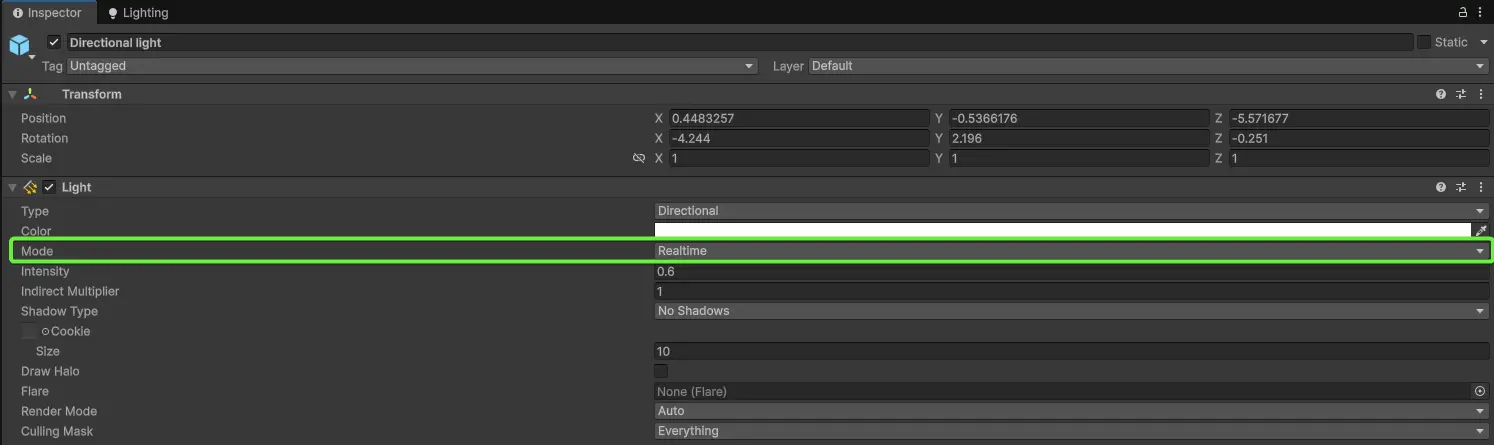 Inspector Lighting
Directional light Static
Tag Untagged Layer Default
Transform
Position X 0.4483257 Y -0.5366176 Z -5.571677
Rotation X -4.244 Y 2.196 Z -0.251
Scale X 1 Y 1 Z 1
Light
Type Directional
Color
Mode Realtime
Intensity 0.6
Indirect Multiplier 1
Shadow Type No Shadows
Cookie
Size 10
Draw Halo
Flare None (Flare)
Render Mode Auto
Culling Mask Everything